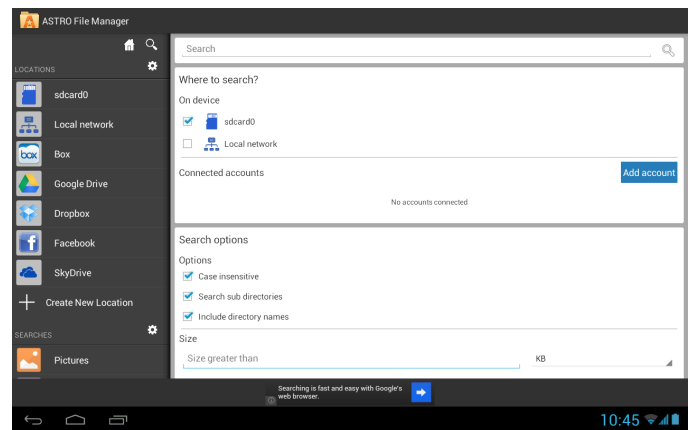 ASTRO File Manager
LOCATIONS
sdcard0
Local network
box
Box
Google Drive
Dropbox
f
Facebook
SkyDrive
Create New Location
SEARCHES
Pictures
Search
Where to search?
On device
sdcard0
Local network
Connected accounts
Add account
No accounts connected
Search options
Options
Case insensitive
Search sub directories
Include directory names
Size
Size greater than
KB
Searching is fast and easy with Google's
web browser.
10:45